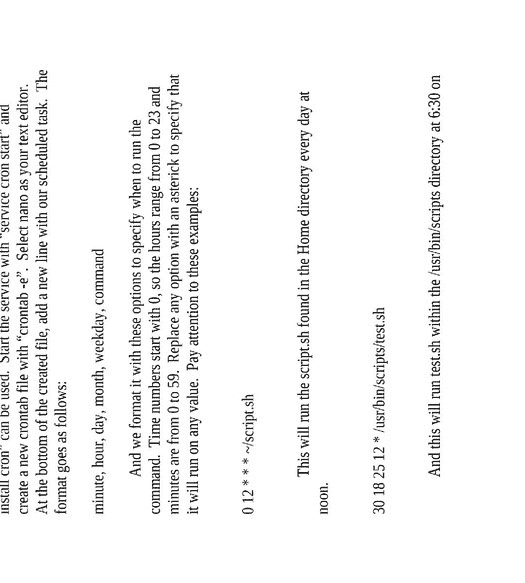 install cron” can be used.  Start the service with “service cron start” and
create a new crontab file with “crontab -e”.  Select nano as your text editor.
At the bottom of the created file, add a new line with our scheduled task.  The
format goes as follows:
minute, hour, day, month, weekday, command
And we format it with these options to specify when to run the
command.  Time numbers start with 0, so the hours range from 0 to 23 and
minutes are from 0 to 59.  Replace any option with an asterick to specify that
it will run on any value.  Pay attention to these examples:
0 12 * * * ~/script.sh
This will run the script.sh found in the Home directory every day at
noon.
30 18 25 12 * /usr/bin/scripts/test.sh
And this will run test.sh within the /usr/bin/scripts directory at 6:30 on